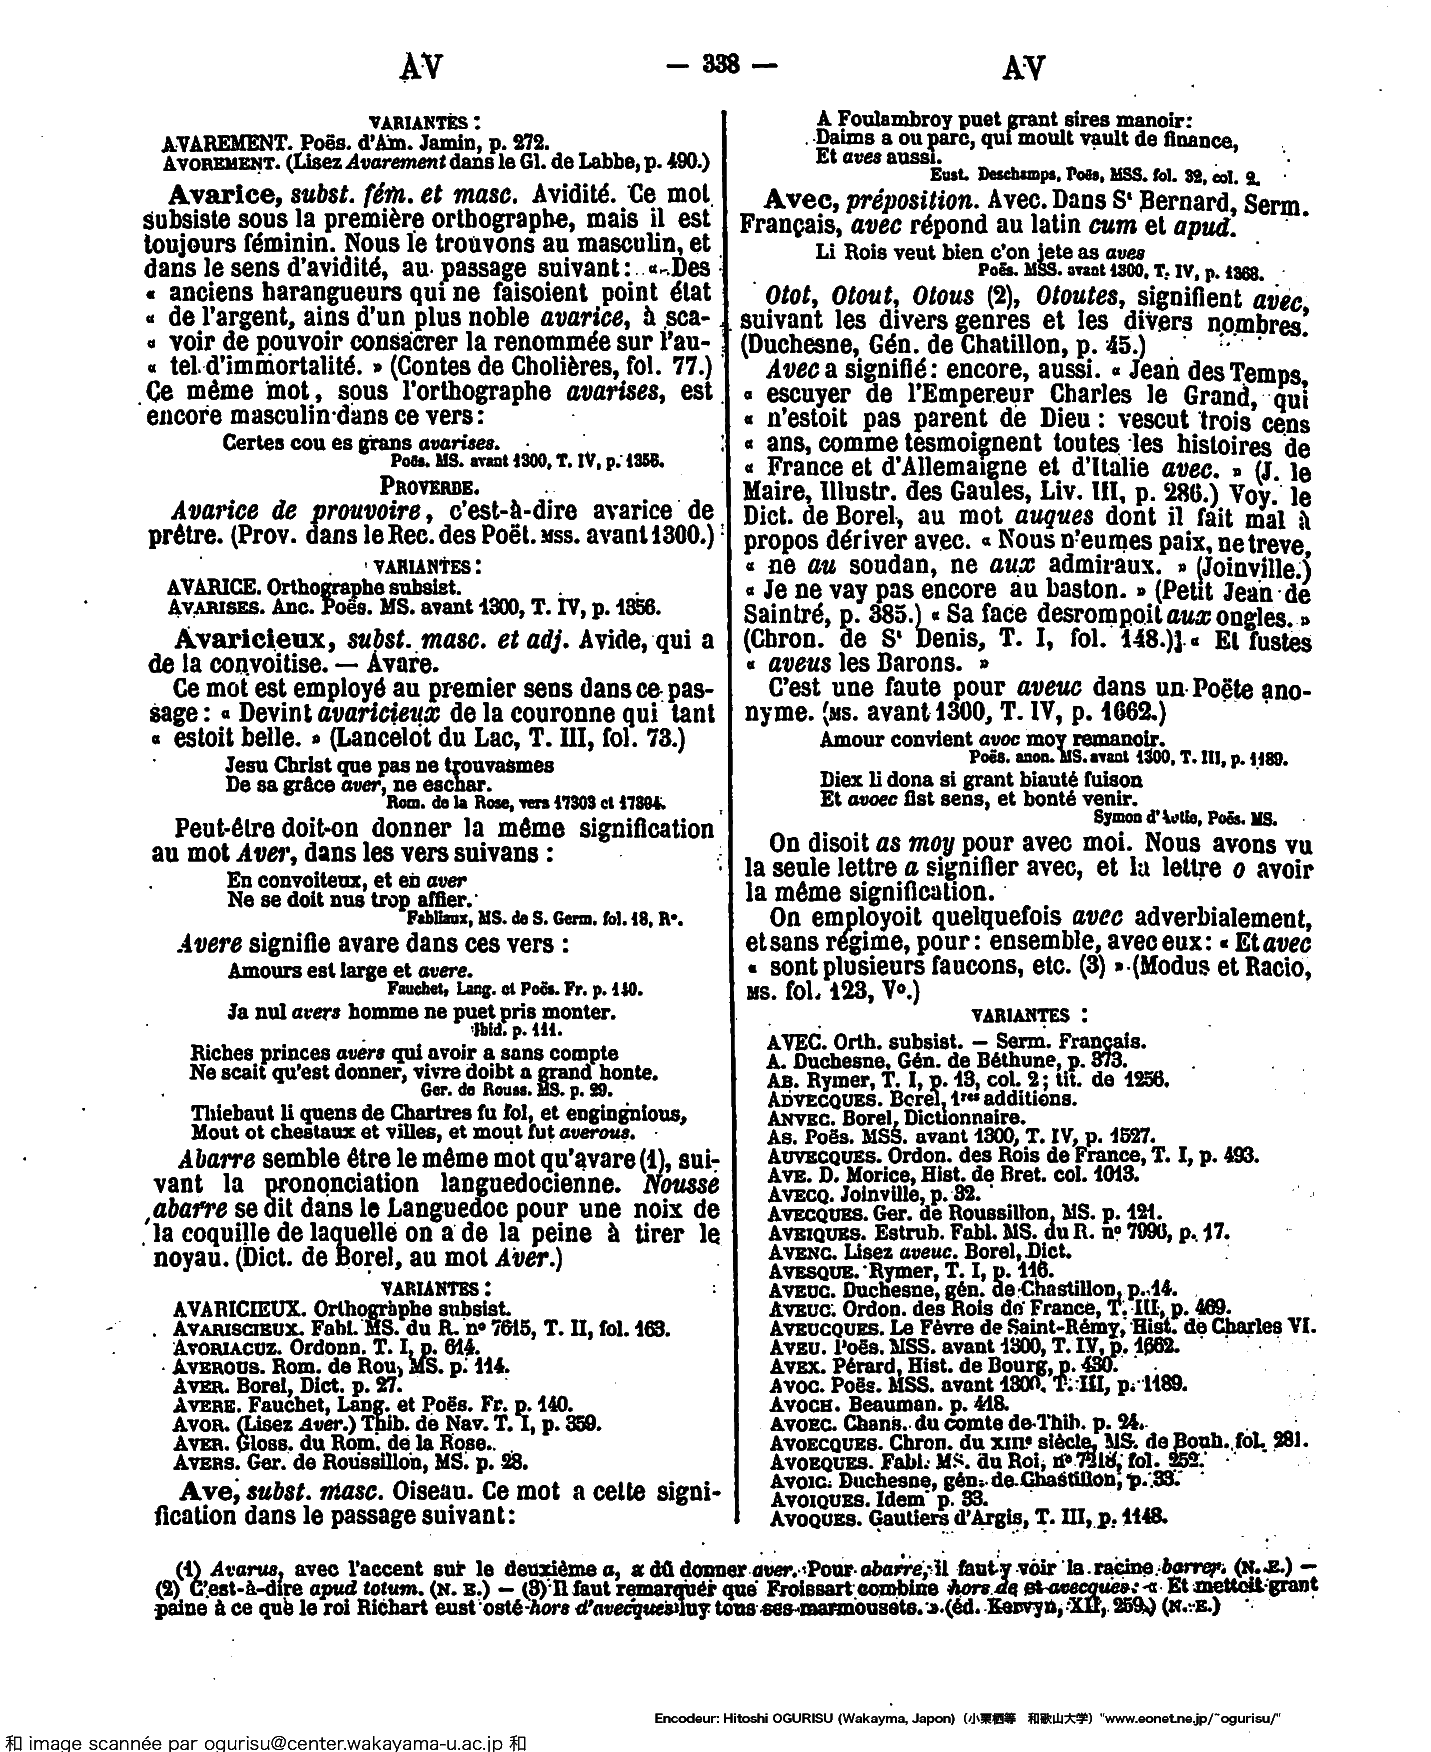 AV
— 338 —
AV
VARIANTES :
AVAREMENT. Poës. d'Am. Jamin, p. 272.
AVOREMENT. (Lisez Avarement dans le Gl. de Labbe, p. 490.)
Avarice, subst. fém. et masc. Avidité. Ce mot
subsiste sous la première orthographe, mais il est
toujours féminin. Nous le trouvons au masculin, et
dans le sens d'avidité, au passage suivant : « Des
« anciens harangueurs qui ne faisoient point état
« de l'argent, ains d'un plus noble avarice, à sca-
« voir de pouvoir consacrer la renommée sur l'au-
« tel d'immortalité. » (Contes de Cholières, fol. 77.)
Ce même mot, sous l'orthographe avarises, est
encore masculin dans ce vers :
Certes cou es grans avarises.
Poës. MS. avant 1300, T. IV, p. 1356.
PROVERBE.
Avarice de prouvoire, c'est-à-dire avarice de
prêtre. (Prov. dans le Rec. des Poët. MSS. avant 1300.)
VARIANTES :
AVARICE. Orthographe subsist.
AVARISES. Anc. Poës. MS. avant 1300, T. IV, p. 1356.
Avaricieux, subst. masc. et adj. Avide, qui a
de la convoitise. — Avare.
Ce mot est employé au premier sens dans ce pas-
sage : « Devint avaricieux de la couronne qui tant
« estoit belle. » (Lancelot du Lac, T. III, fol. 73.)
Jesu Christ que pas ne trouvasmes
De sa grâce aver, ne eschar.
Rom. de la Rose, vers 17303 et 17304.
Peut-être doit-on donner la même signification
au mot Aver, dans les vers suivans :
En convoiteux, et en aver
Ne se doit nus trop affier.
Fabliaux, MS. de S. Germ. fol. 18, R°.
Avere signifie avare dans ces vers :
Amours est large et avere.
Fauchet, Lang. et Poës. Fr. p. 140.
Ja nul avers homme ne puet pris monter.
Ibid. p. 111.
Riches princes avers qui avoir a sans compte
Ne scait qu'est donner, vivre doibt a grand honte.
Ger. de Rouss. MS. p. 29.
Thiebaut li quens de Chartres fu fol, et engingnious,
Mout ot chestaux et villes, et mout fut averous.
Abarre semble être le même mot qu'avare (1), sui-
vant la prononciation languedocienne. Nousse
abarre se dit dans le Languedoc pour une noix de
la coquille de laquelle on a de la peine à tirer le
noyau. (Dict. de Borel, au mot Aver.)
VARIANTES :
AVARICIEUX. Orthographe subsist.
AVARISCIEUX. Fabl. MS. du R. n° 7615, T. II, fol. 163.
AVORIACUZ. Ordonn. T. I, p. 614.
AVEROUS. Rom. de Rou, MS. p. 114.
AVER. Borel, Dict. p. 27.
AVERE. Fauchet, Lang. et Poës. Fr. p. 140.
AVOR. (Lisez Aver.) Thib. de Nav. T. I, p. 359.
AVER. Gloss. du Rom. de la Rose.
AVERS. Ger. de Roussillon, MS. p. 28.
Ave, subst. masc. Oiseau. Ce mot a cette signi-
fication dans le passage suivant :
A Foulambroy puet grant sires manoir :
Daims a ou parc, qui moult vault de finance,
Et aves aussi.
Eust. Deschamps, Poës, MSS. fol. 32, col. 2.
Avec, préposition. Avec. Dans St Bernard, Serm.
Français, avec répond au latin cum et apud.
Li Rois veut bien c'on jete as aves
Poës. MSS. avant 1300, T. IV, p. 1368.
Otot, Otout, Otous (2), Otoutes, signifient avec,
suivant les divers genres et les divers nombres.
(Duchesne, Gén. de Chatillon, p. 45.)
Avec a signifié : encore, aussi. « Jean des Temps,
« escuyer de l'Empereur Charles le Grand, qui
« n'estoit pas parent de Dieu : vescut trois cens
« ans, comme tesmoignent toutes les histoires de
« France et d'Allemaigne et d'Italie avec. » (J. le
Maire, Illustr. des Gaules, Liv. III, p. 286.) Voy. le
Dict. de Borel, au mot auques dont il fait mal à
propos dériver avec. « Nous n'eumes paix, ne treve,
« ne au soudan, ne aux admiraux. » (Joinville.)
« Je ne vay pas encore au baston. » (Petit Jean de
Saintré, p. 385.) « Sa face desrompoit aux ongles. »
(Chron. de St Denis, T. I, fol. 148.)] « Et fustes
« aveus les Barons. »
C'est une faute pour aveuc dans un Poëte ano-
nyme. (MS. avant 1300, T. IV, p. 1662.)
Amour convient avoc moy remanoir.
Poës. anon. MS. avant 1300, T. III, p. 1189.
Diex li dona si grant biauté fuison
Et avoec fist sens, et bonté venir.
Symon d'Autie, Poës. MS.
On disoit as moy pour avec moi. Nous avons vu
la seule lettre a signifier avec, et la lettre o avoir
la même signification.
On employoit quelquefois avec adverbialement,
et sans régime, pour : ensemble, avec eux : « Et avec
« sont plusieurs faucons, etc. (3) » (Modus et Racio,
MS. fol. 123, V°.)
VARIANTES :
AVEC. Orth. subsist. — Serm. Français.
A. Duchesne, Gén. de Béthune, p. 373.
AB. Rymer, T. I, p. 13, col. 2 ; tit. de 1256.
ADVECQUES. Borel, 1res additions.
ANVEC. Borel, Dictionnaire.
AS. Poës. MSS. avant 1300, T. IV, p. 1527.
AUVECQUES. Ordon. des Rois de France, T. I, p. 493.
AVE. D. Morice, Hist. de Bret. col. 1013.
AVECQ. Joinville, p. 32.
AVECQUES. Ger. de Roussillon, MS. p. 121.
AVEIQUES. Estrub. Fabl. MS. du R. n° 7996, p. 17.
AVENC. Lisez aveuc. Borel, Dict.
AVESQUE. Rymer, T. I, p. 116.
AVEUC. Duchesne, gén. de Chastillon, p. 14.
AVEUC. Ordon. des Rois de France, T. III, p. 469.
AVEUCQUES. Le Fèvre de Saint-Rémy, Hist. de Charles VI.
AVEU. Poës. MSS. avant 1300, T. IV, p. 1662.
AVEX. Pérard, Hist. de Bourg, p. 430.
AVOC. Poës. MSS. avant 1300, T. III, p. 1189.
AVOCH. Beauman. p. 418.
AVOEC. Chans. du comte de Thib. p. 24.
AVOECQUES. Chron. du XIIIe siècle, MS. de Bouh. fol. 281.
AVOEQUES. Fabl. MS. du Roi, n° 7218, fol. 252.
AVOIC. Duchesne, gén. de Chastillon, p. 33.
AVOIQUES. Idem p. 33.
AVOQUES. Gautiers d'Argis, T. III, p. 1148.
(1) Avarus, avec l'accent sur le deuxième a, a dû donner aver. Pour abarre, il faut y voir la racine barrer. (N. E.) —
(2) C'est-à-dire apud totum. (N. E.) — (3) Il faut remarquer que Froissart combine hors de et avecques : « Et mettoit grant
paine à ce que le roi Richart eust osté hors d'avecques luy tous ses marmousets. » (éd. Kervyn, XII, 259.) (N. E.)
Encodeur: Hitoshi OGURISU (Wakayma, Japon) (小栗栖等 和歌山大学) "www.eonet.ne.jp/~ogurisu/"
和 image scannée par ogurisu@center.wakayama-u.ac.jp 和